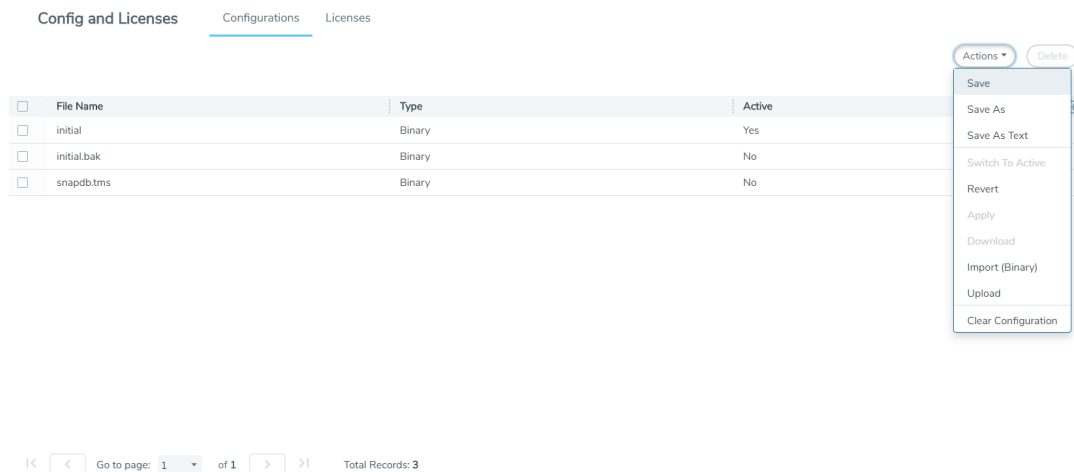 Config and Licenses Configurations Licenses
Actions Delete
Save
Save As
Save As Text
Switch To Active
Revert
Apply
Download
Import (Binary)
Upload
Clear Configuration
File Name Type Active
initial Binary Yes
initial.bak Binary No
snapdb.tms Binary No
Go to page: 1 of 1 Total Records: 3